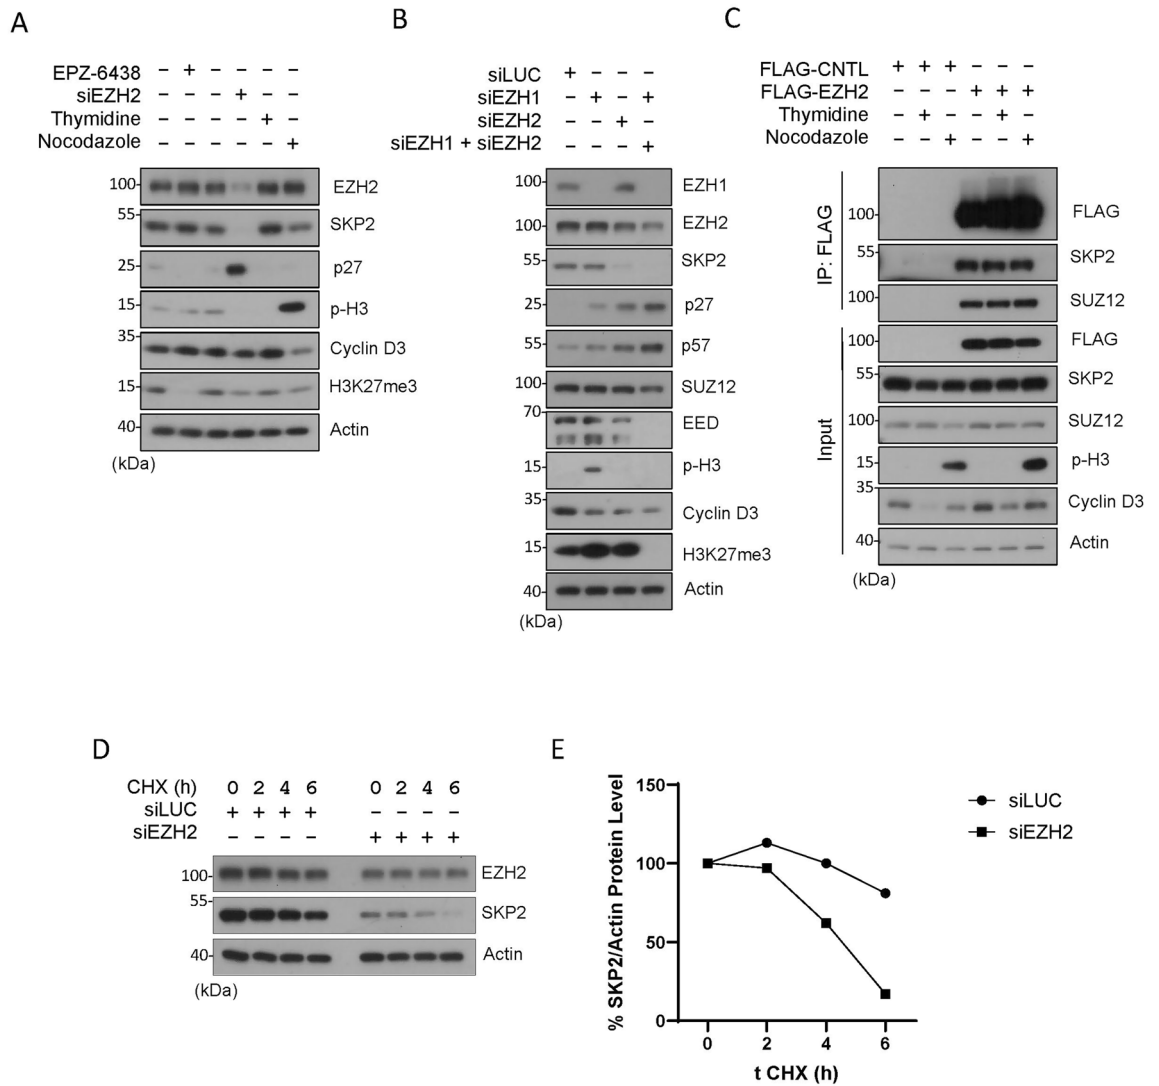 A
EPZ-6438 – + – – – –
siEZH2 – – – + – –
Thymidine – – – – + –
Nocodazole – – – – – +
100- EZH2
55- SKP2
25- p27
15- p-H3
35- Cyclin D3
15- H3K27me3
40- Actin
(kDa)
B
siLUC + – – –
siEZH1 – + – +
siEZH2 – – + –
siEZH1 + siEZH2 – – – +
100- EZH1
100- EZH2
55- SKP2
25- p27
55- p57
100- SUZ12
70- EED
15- p-H3
35- Cyclin D3
15- H3K27me3
40- Actin
(kDa)
C
FLAG-CNTL + + + – – –
FLAG-EZH2 – – – + + +
Thymidine – + – – + –
Nocodazole – – + – – +
IP: FLAG
100- FLAG
55- SKP2
100- SUZ12
Input
100- FLAG
55- SKP2
100- SUZ12
15- p-H3
35- Cyclin D3
40- Actin
(kDa)
D
CHX (h) 0 2 4 6 0 2 4 6
siLUC + + + + – – – –
siEZH2 – – – – + + + +
100- EZH2
55- SKP2
40- Actin
(kDa)
E
% SKP2/Actin Protein Level
150
100
50
0
0 2 4 6
t CHX (h)
siLUC
siEZH2